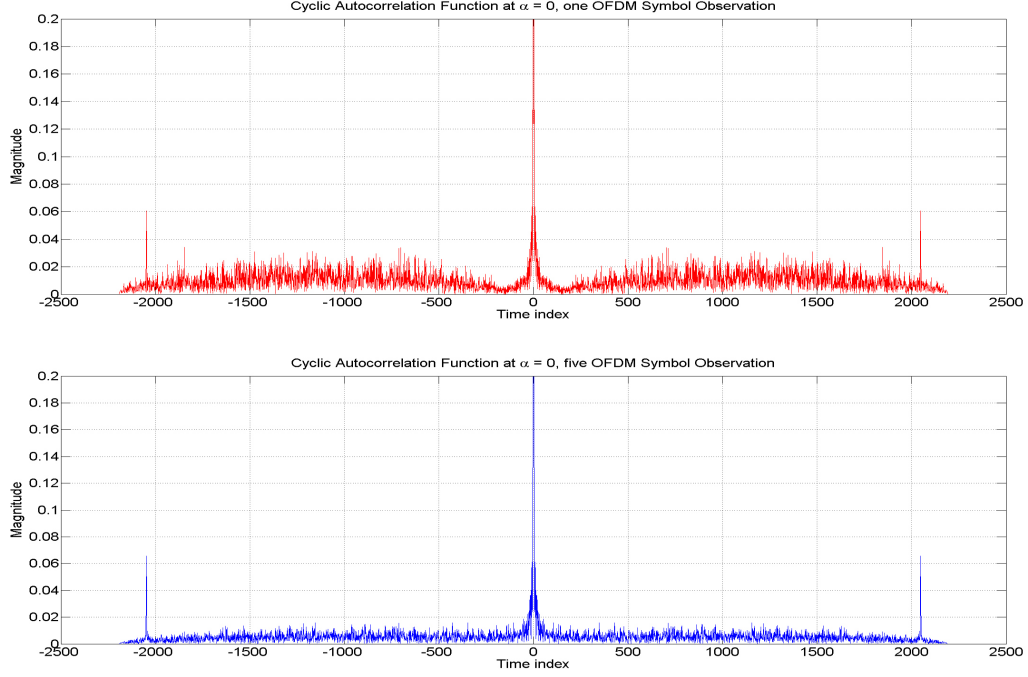 Cyclic Autocorrelation Function at α = 0, one OFDM Symbol Observation
0.2
0.18
0.16
0.14
0.12
0.1
0.08
0.06
0.04
0.02
0
Magnitude
-2500 -2000 -1500 -1000 -500 0 500 1000 1500 2000 2500
Time index
Cyclic Autocorrelation Function at α = 0, five OFDM Symbol Observation
0.2
0.18
0.16
0.14
0.12
0.1
0.08
0.06
0.04
0.02
0
Magnitude
-2500 -2000 -1500 -1000 -500 0 500 1000 1500 2000 2500
Time index